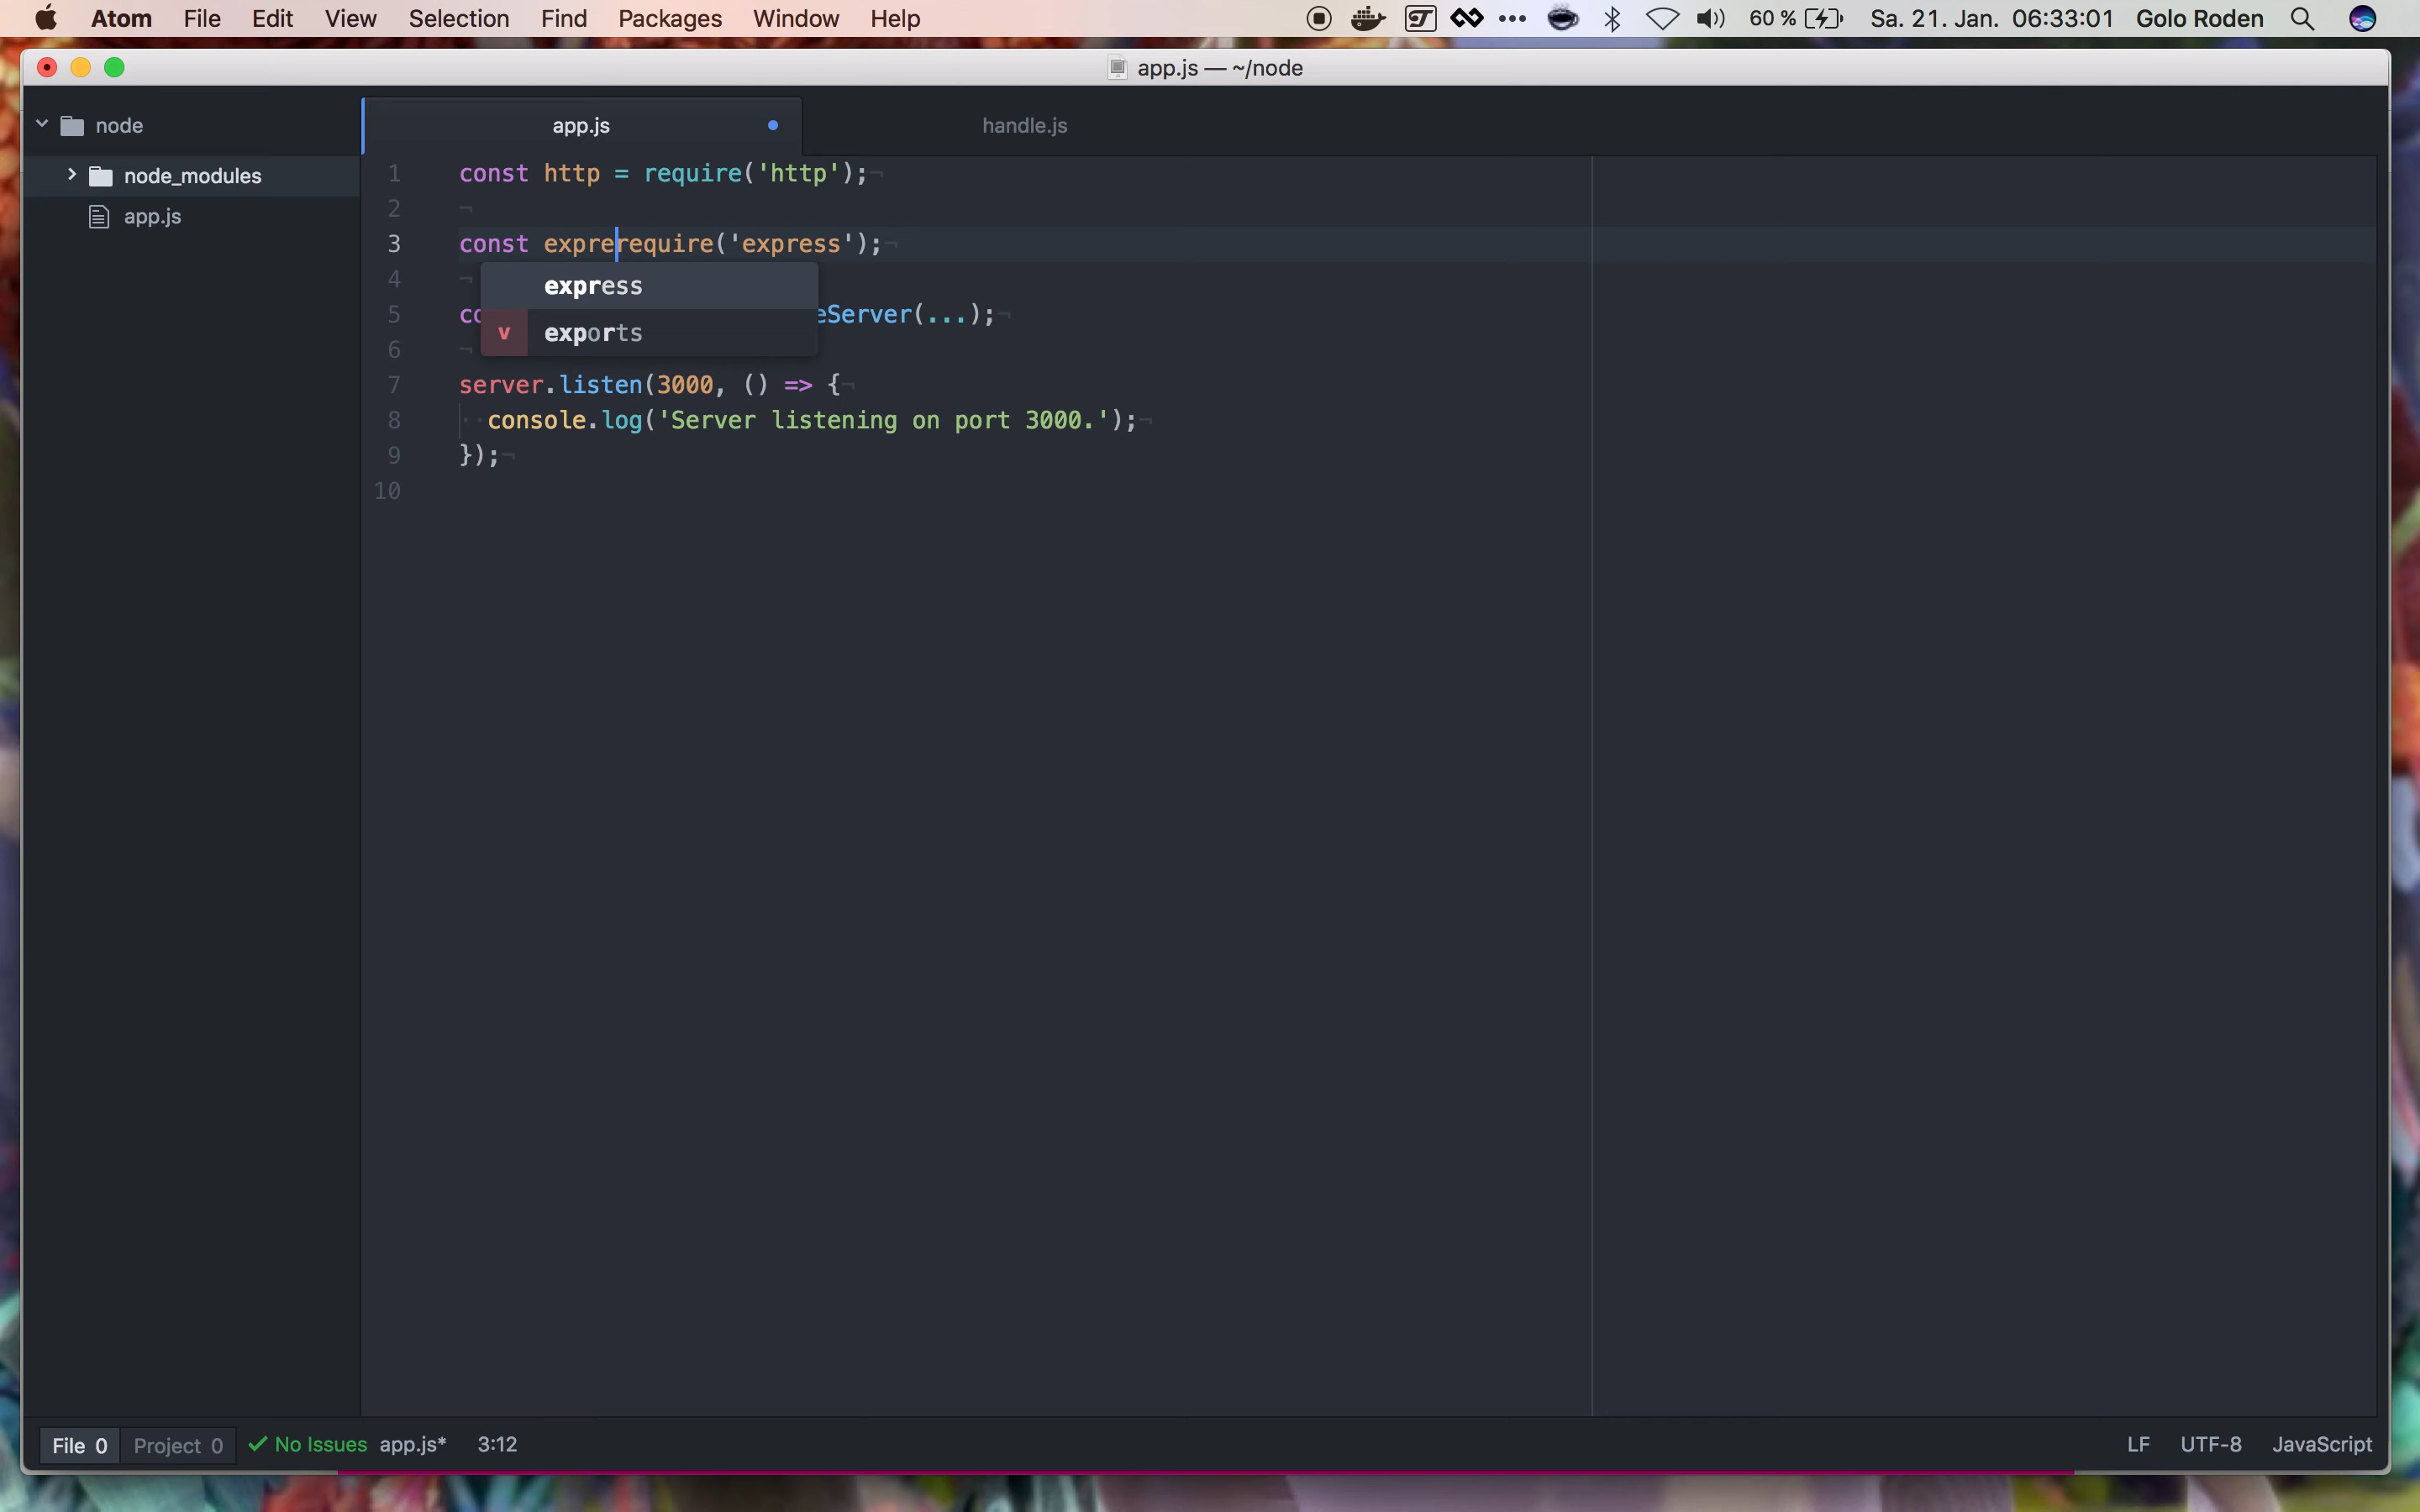 Atom File Edit View Selection Find Packages Window Help 60 % Sa. 21. Jan. 06:33:01 Golo Roden
app.js — ~/node
node
node_modules
app.js
app.js handle.js
1 const http = require('http');¬
2 ¬
3 const exprerequire('express');¬
express
v exports
4 ¬
5 co eServer(...);¬
6 ¬
7 server.listen(3000, () => {¬
8 ··console.log('Server listening on port 3000.');¬
9 });¬
10
File 0 Project 0 No Issues app.js* 3:12 LF UTF-8 JavaScript